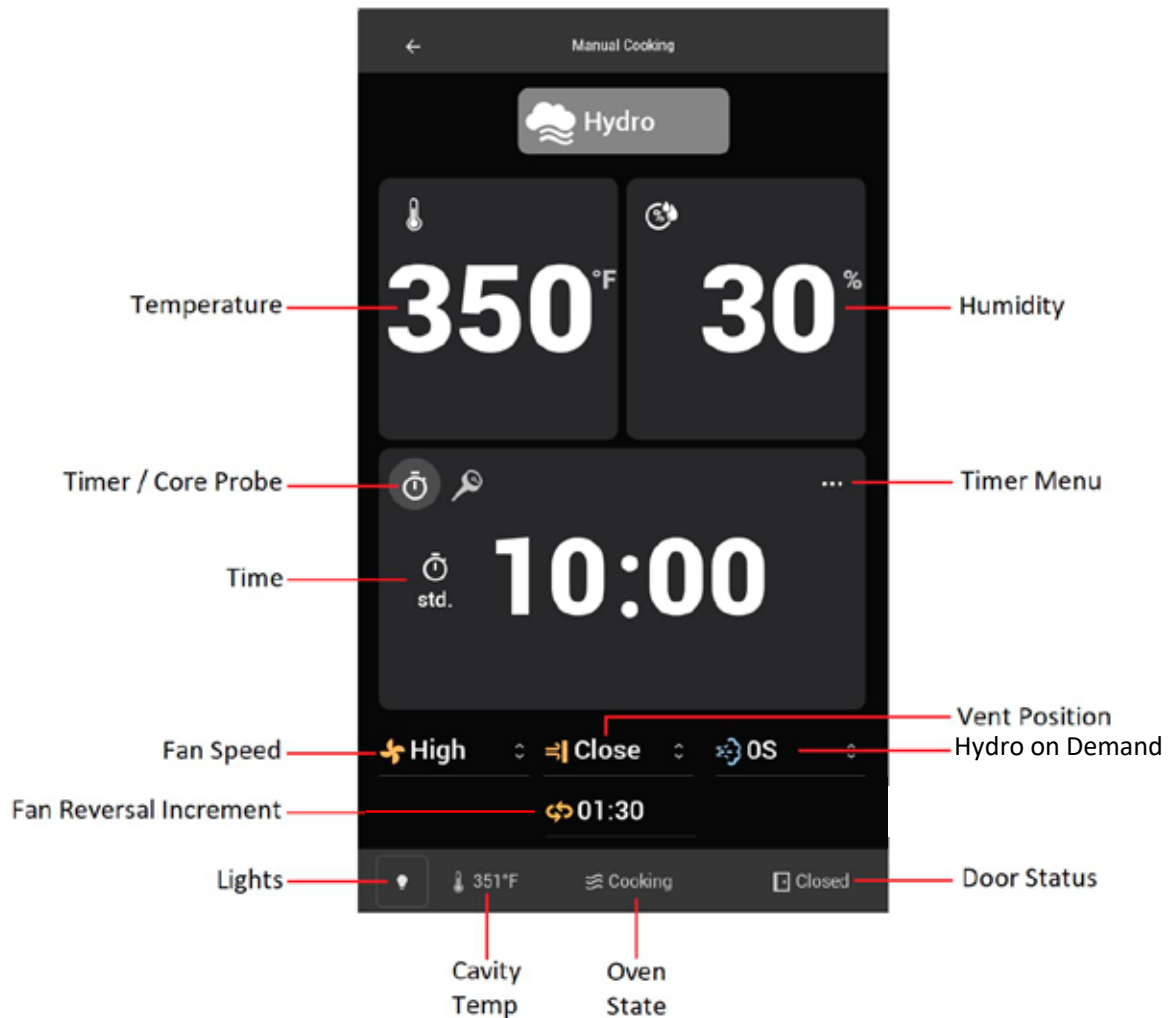 Manual Cooking
Hydro
Temperature
350°F
30%
Humidity
Timer / Core Probe
...
Timer Menu
Time
std.
10:00
Vent Position
Fan Speed
High
Close
0S
Hydro on Demand
Fan Reversal Increment
01:30
Lights
351°F
Cooking
Closed
Door Status
Cavity
Temp
Oven
State